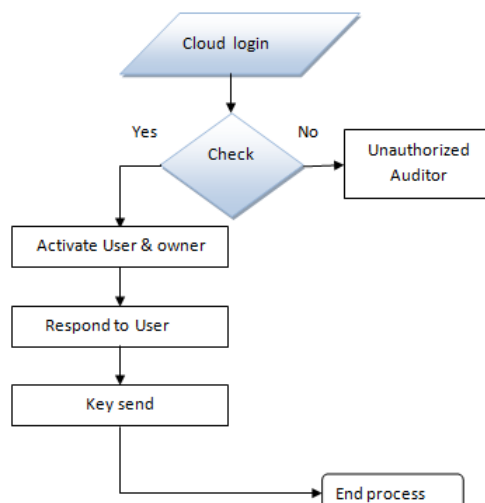 Cloud login
Yes
No
Check
Unauthorized
Auditor
Activate User & owner
Respond to User
Key send
End process